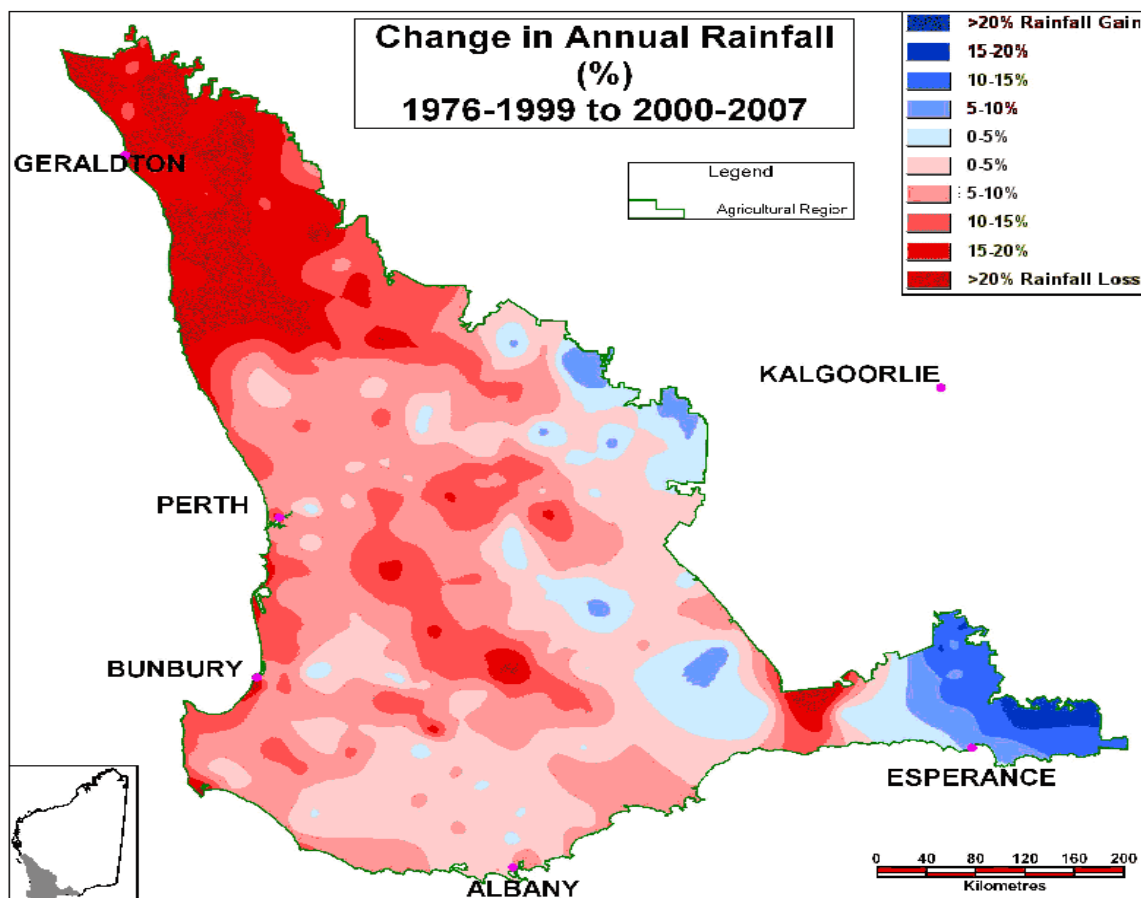 Change in Annual Rainfall
(%)
1976-1999 to 2000-2007
>20% Rainfall Gain
15-20%
10-15%
5-10%
0-5%
0-5%
5-10%
10-15%
15-20%
>20% Rainfall Loss
Legend
Agricultural Region
GERALDTON
KALGOORLIE
PERTH
BUNBURY
ESPERANCE
ALBANY
0 40 80 120 160 200
Kilometres